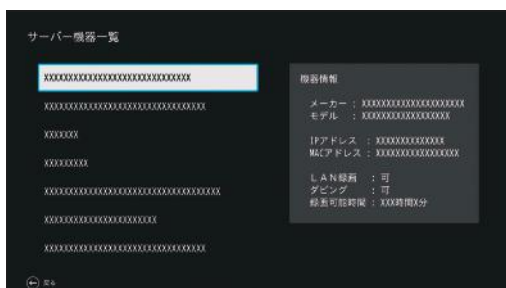 サーバー機器一覧
XXXXXXXXXXXXXXXXXXXXXXXXXXXXXX
XXXXXXXXXXXXXXXXXXXXXXXXXXXXXXXXX
XXXXXXX
XXXXXXXXX
XXXXXXXXXXXXXXXXXXXXXXXXXXXXXXXXXXXX
XXXXXXXXXXXXXXXXXXXXXXX
XXXXXXXXXXXXXXXXXXXXXXXXXXXXXXXXX
機器情報
メーカー : XXXXXXXXXXXXXXXXXXXXX
モデル : XXXXXXXXXXXXXXXXXX
IPアドレス : XXXXXXXXXXXXX
MACアドレス : XXXXXXXXXXXXXXXXX
LAN録画 : 可
ダビング : 可
録画可能時間 : XXX時間X分
戻る